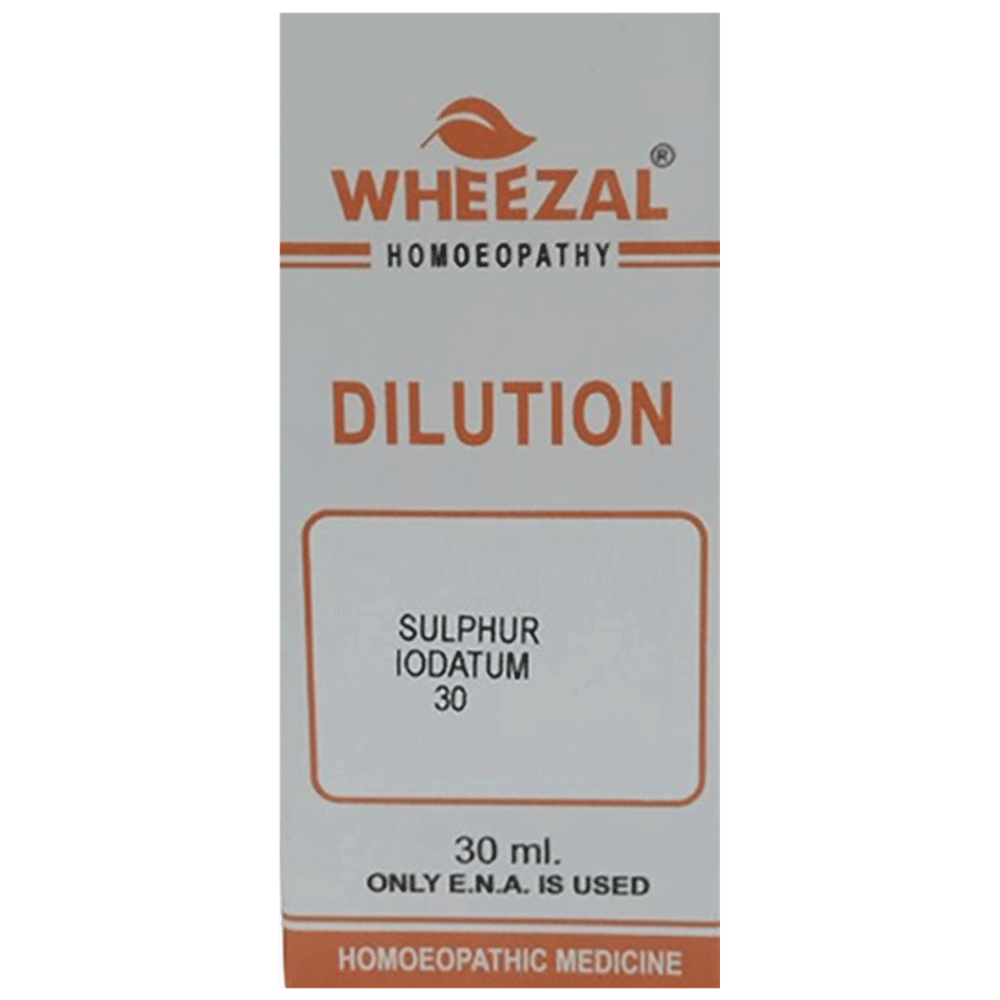 WHEEZAL®
HOMOEOPATHY
DILUTION
SULPHUR
IODATUM
30
30 ml.
ONLY E.N.A. IS USED
HOMOEOPATHIC MEDICINE